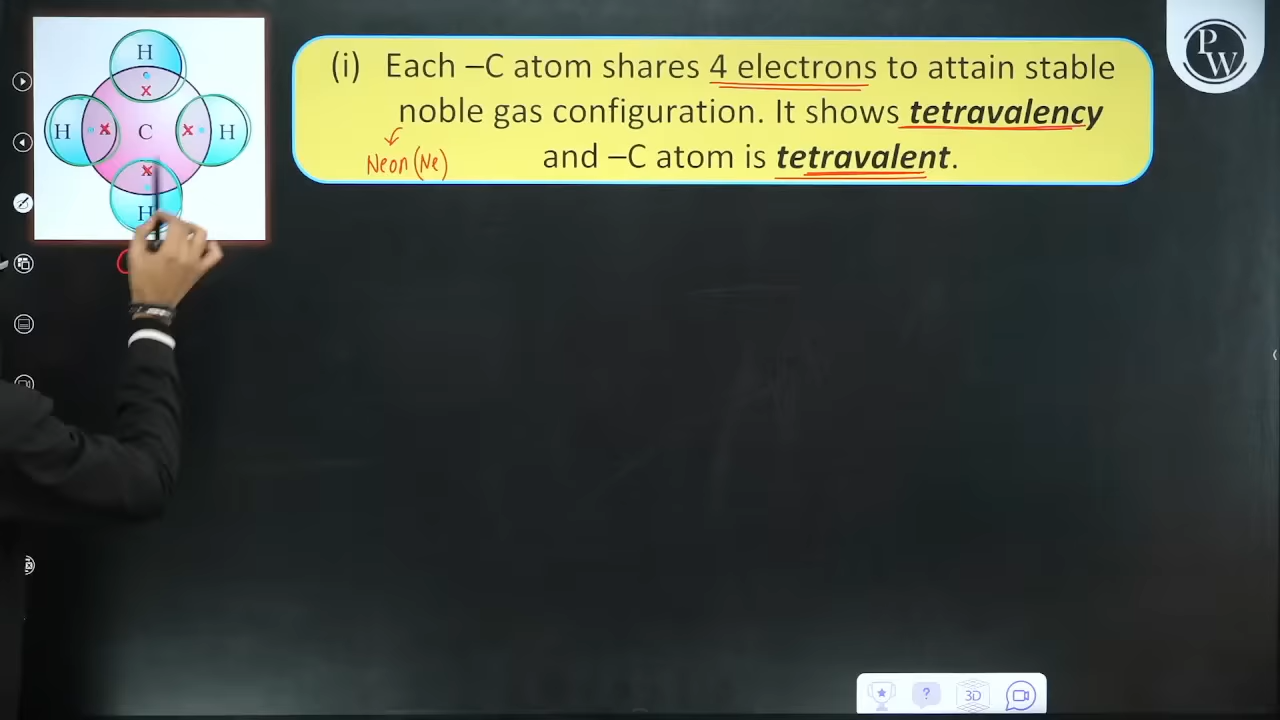 H
H x C x H
x
x
H
(i) Each –C atom shares 4 electrons to attain stable
noble gas configuration. It shows tetravalency
Neon (Ne)
and –C atom is tetravalent.
PW
?
3D